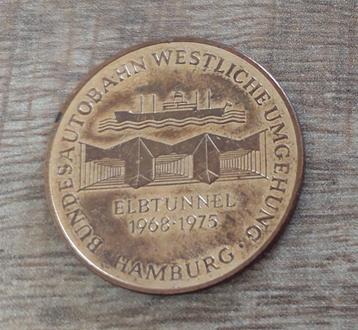 BUNDESAUTOBAHN WESTLICHE UMGEHUNG · HAMBURG ·
ELBTUNNEL
1968-1975